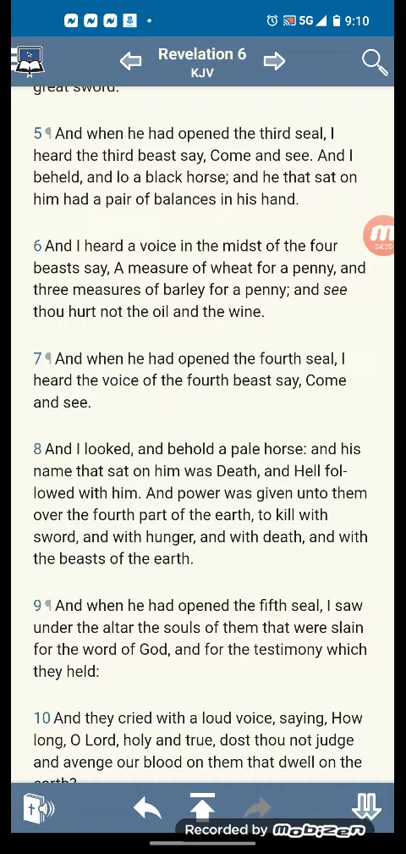 5G 9:10
Revelation 6
KJV
great sword.
5 ¶ And when he had opened the third seal, I
heard the third beast say, Come and see. And I
beheld, and lo a black horse; and he that sat on
him had a pair of balances in his hand.
6 And I heard a voice in the midst of the four
beasts say, A measure of wheat for a penny, and
three measures of barley for a penny; and see
thou hurt not the oil and the wine.
24:20
7 ¶ And when he had opened the fourth seal, I
heard the voice of the fourth beast say, Come
and see.
8 And I looked, and behold a pale horse: and his
name that sat on him was Death, and Hell fol-
lowed with him. And power was given unto them
over the fourth part of the earth, to kill with
sword, and with hunger, and with death, and with
the beasts of the earth.
9 ¶ And when he had opened the fifth seal, I saw
under the altar the souls of them that were slain
for the word of God, and for the testimony which
they held:
10 And they cried with a loud voice, saying, How
long, O Lord, holy and true, dost thou not judge
and avenge our blood on them that dwell on the
earth?
Recorded by Mobizen